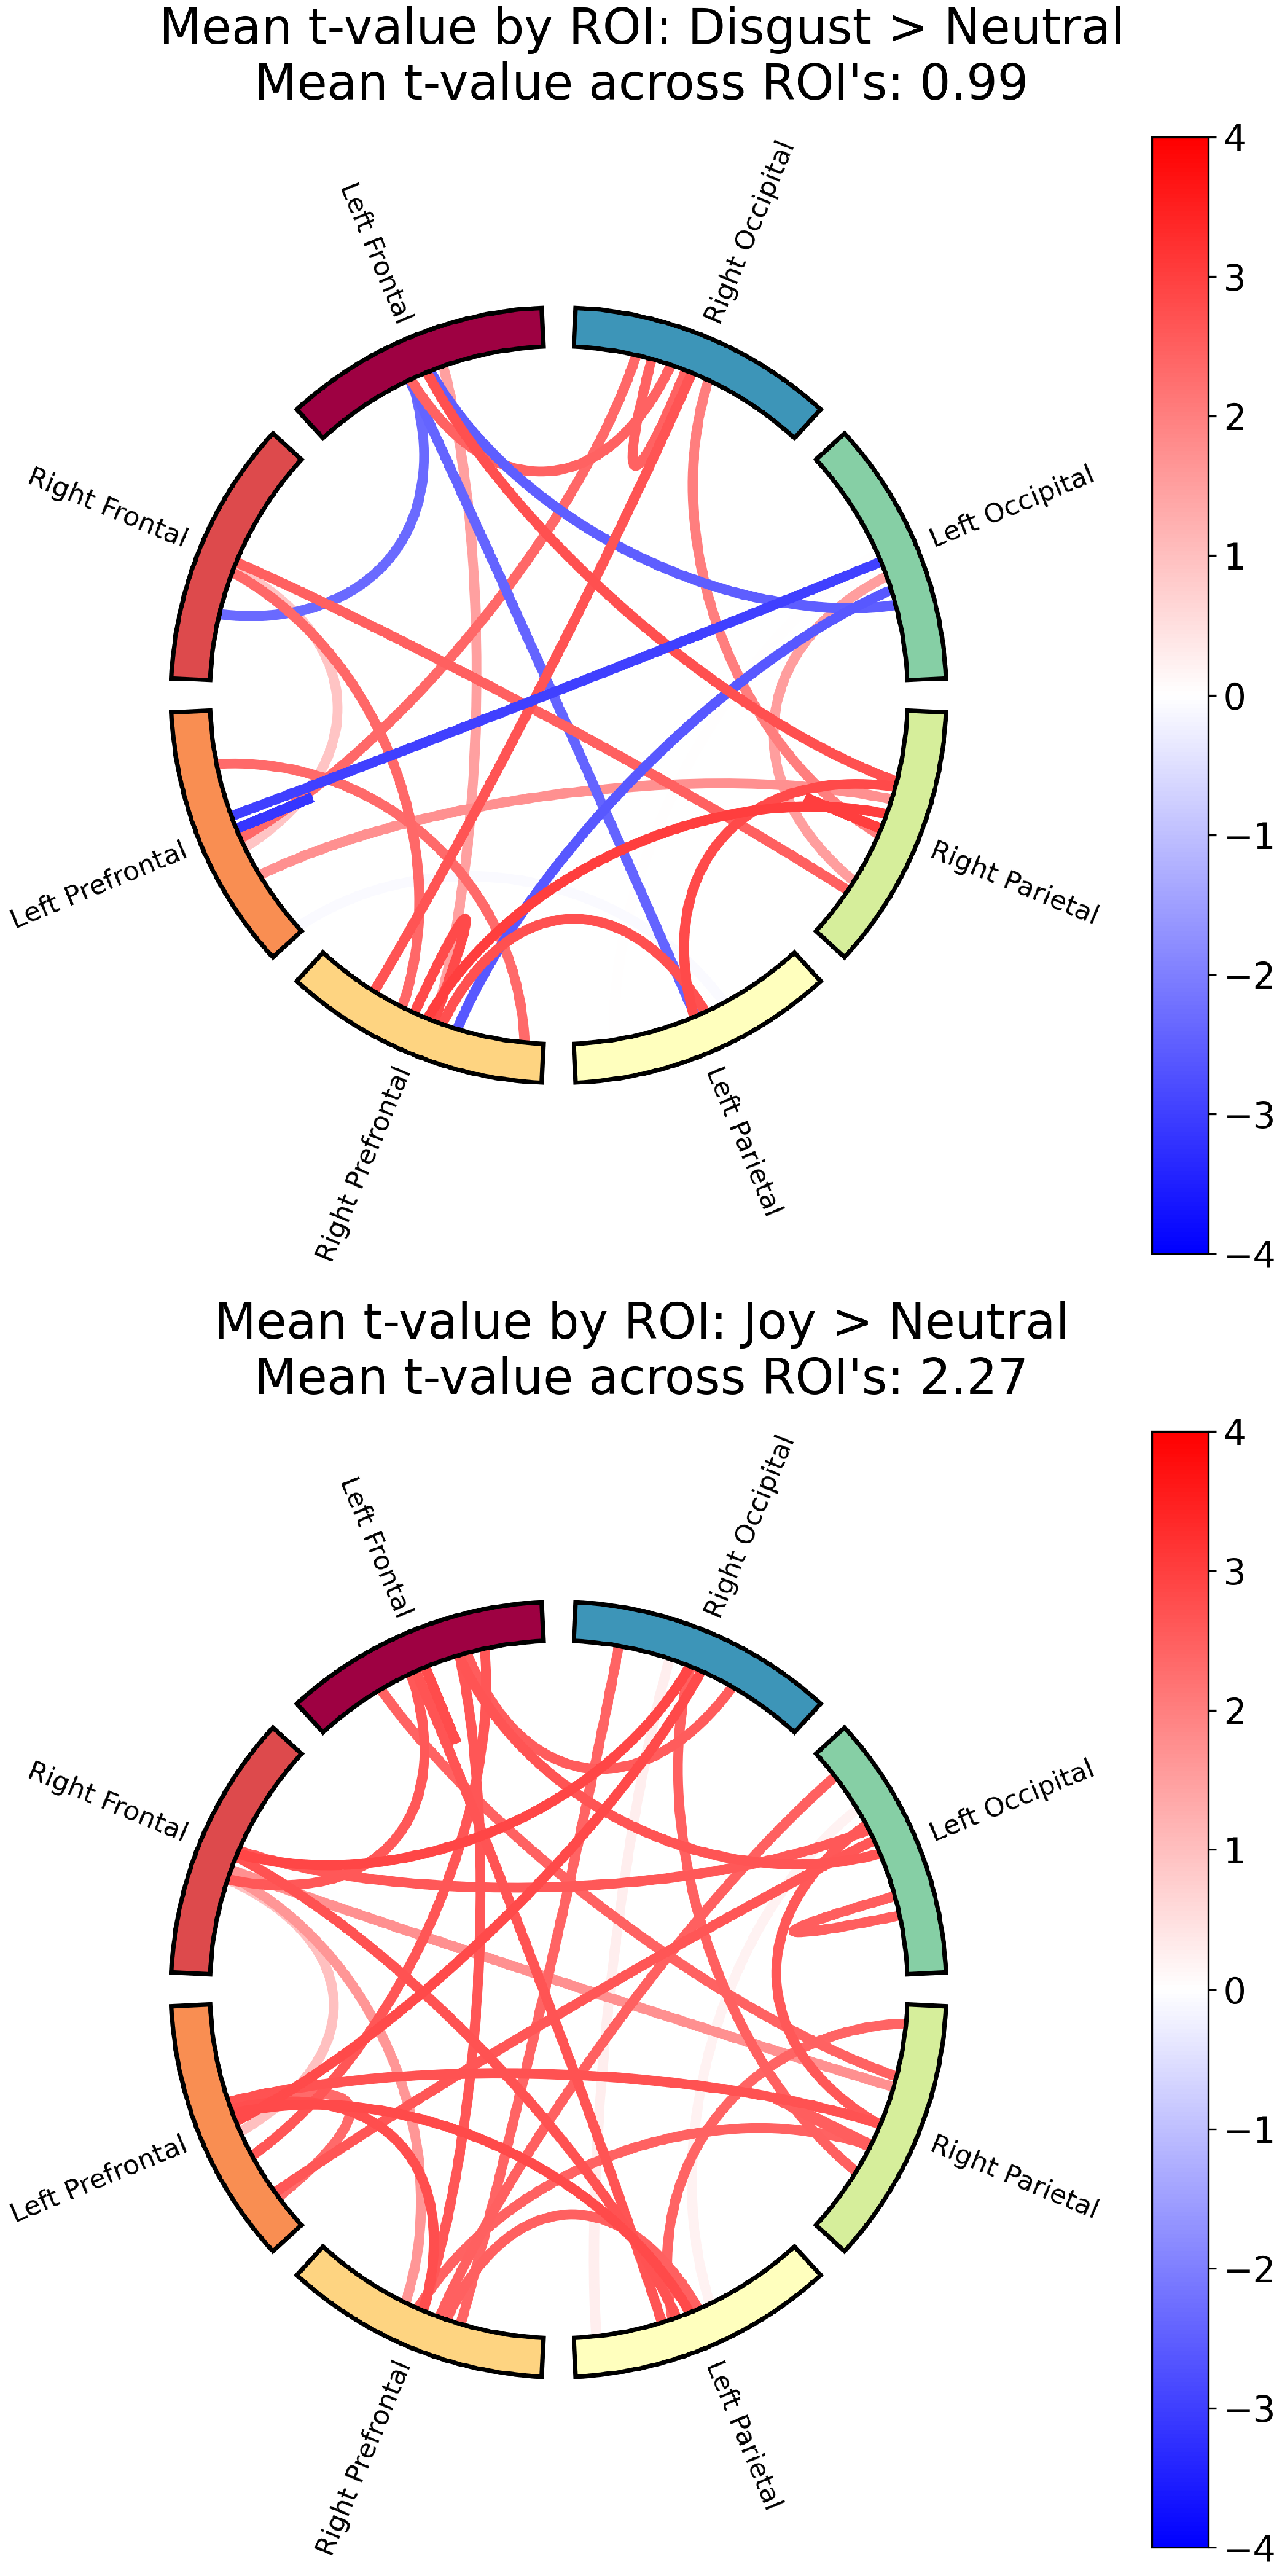 Mean t-value by ROI: Disgust > Neutral
Mean t-value across ROI's: 0.99
Left Frontal
Right Occipital
Right Frontal
Left Occipital
Left Prefrontal
Right Parietal
Right Prefrontal
Left Parietal
4
3
2
1
0
−1
−2
−3
−4
Mean t-value by ROI: Joy > Neutral
Mean t-value across ROI's: 2.27
Left Frontal
Right Occipital
Right Frontal
Left Occipital
Left Prefrontal
Right Parietal
Right Prefrontal
Left Parietal
4
3
2
1
0
−1
−2
−3
−4